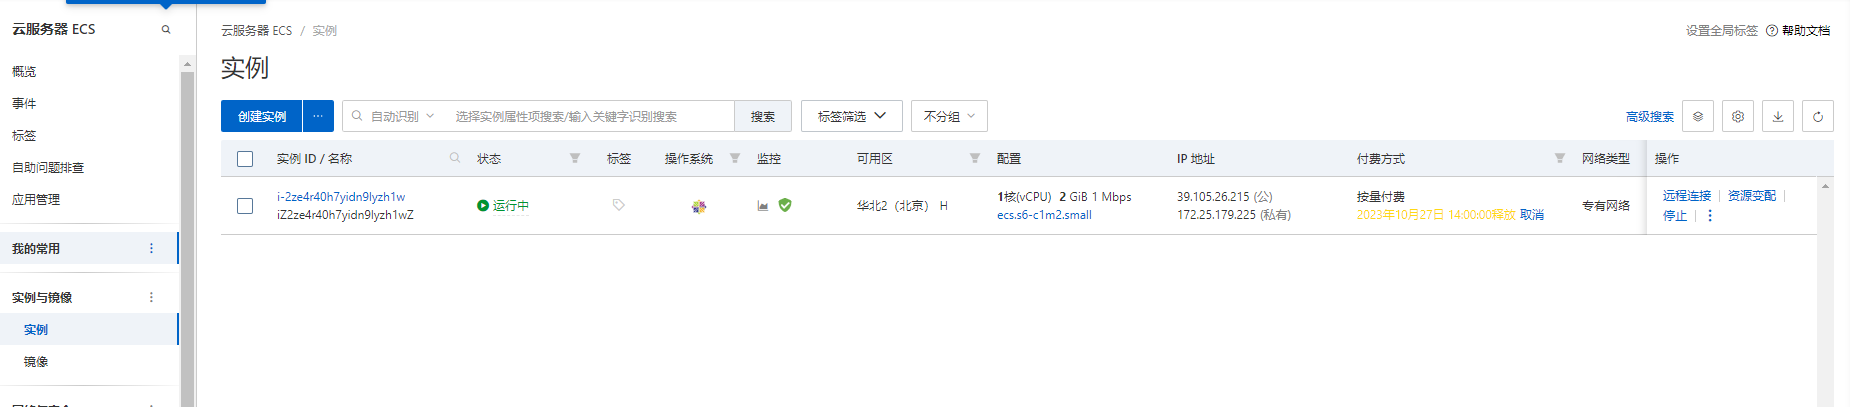 云服务器 ECS
概览
事件
标签
自助问题排查
应用管理
我的常用
实例与镜像
实例
镜像
云服务器 ECS / 实例
设置全局标签 帮助文档
实例
创建实例 ··· 自动识别 选择实例属性项搜索/输入关键字识别搜索 搜索 标签筛选 不分组 高级搜索
实例 ID / 名称 状态 标签 操作系统 监控 可用区 配置 IP 地址 付费方式 网络类型 操作
i-2ze4r40h7yidn9lyzh1w
iZ2ze4r40h7yidn9lyzh1wZ
运行中
华北2（北京） H
1核(vCPU) 2 GiB 1 Mbps
ecs.s6-c1m2.small
39.105.26.215 (公)
172.25.179.225 (私有)
按量付费
2023年10月27日 14:00:00释放 取消
专有网络
远程连接 | 资源变配 |
停止 |